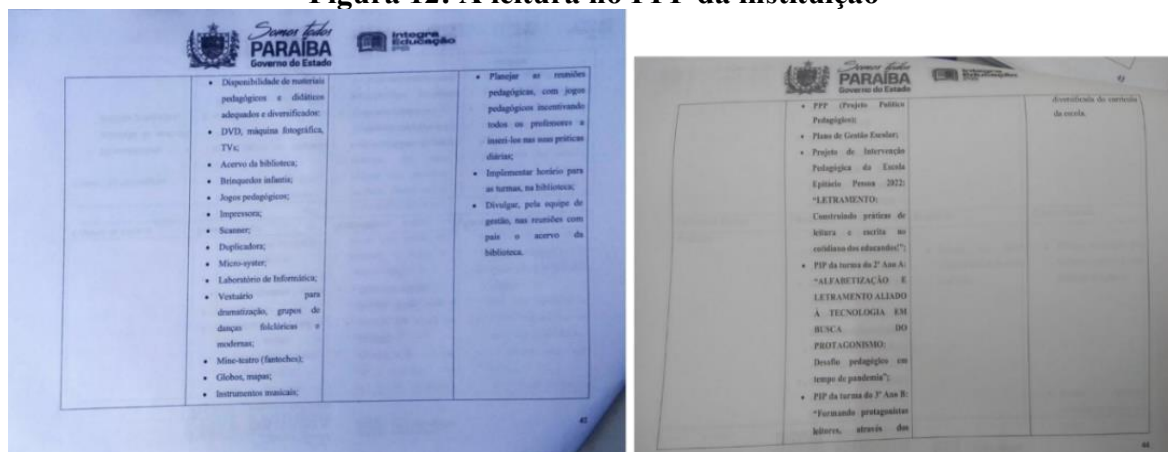 Figura 12: A leitura no PPP da instituição
Somos todos
PARAÍBA
Governo do Estado
Integra
Educação
• Disponibilidade de materiais
pedagógicos e didáticos
adequados e diversificados:
• DVD, máquina fotográfica,
TVs;
• Acervo da biblioteca;
• Brinquedos infantis;
• Jogos pedagógicos;
• Impressora;
• Scanner;
• Duplicadora;
• Micro-syster;
• Laboratório de Informática;
• Vestuário para
dramatização, grupos de
danças folclóricas e
modernas;
• Mine-teatro (fantoches);
• Globos, mapas;
• Instrumentos musicais;
• Planejar as reuniões
pedagógicas, com jogos
pedagógicos incentivando
todos os professores a
inseri-los nas suas práticas
diárias;
• Implementar horário para
as turmas, na biblioteca;
• Divulgar, pela equipe de
gestão, nas reuniões com
pais o acervo da
biblioteca.
Somos todos
PARAÍBA
Governo do Estado
• PPP (Projeto Político
Pedagógico);
• Plano de Gestão Escolar;
• Projeto de Intervenção
Pedagógica da Escola
Epitácio Pessoa 2022:
"LETRAMENTO:
Construindo práticas de
leitura e escrita no
cotidiano dos educandos!";
• PIP da turma do 2º Ano A:
"ALFABETIZAÇÃO E
LETRAMENTO ALIADO
À TECNOLOGIA EM
BUSCA DO
PROTAGONISMO:
Desafio pedagógico em
tempo de pandemia";
• PIP da turma do 3º Ano B:
"Formando protagonistas
leitores, através dos
diversificada do currículo
da escola.